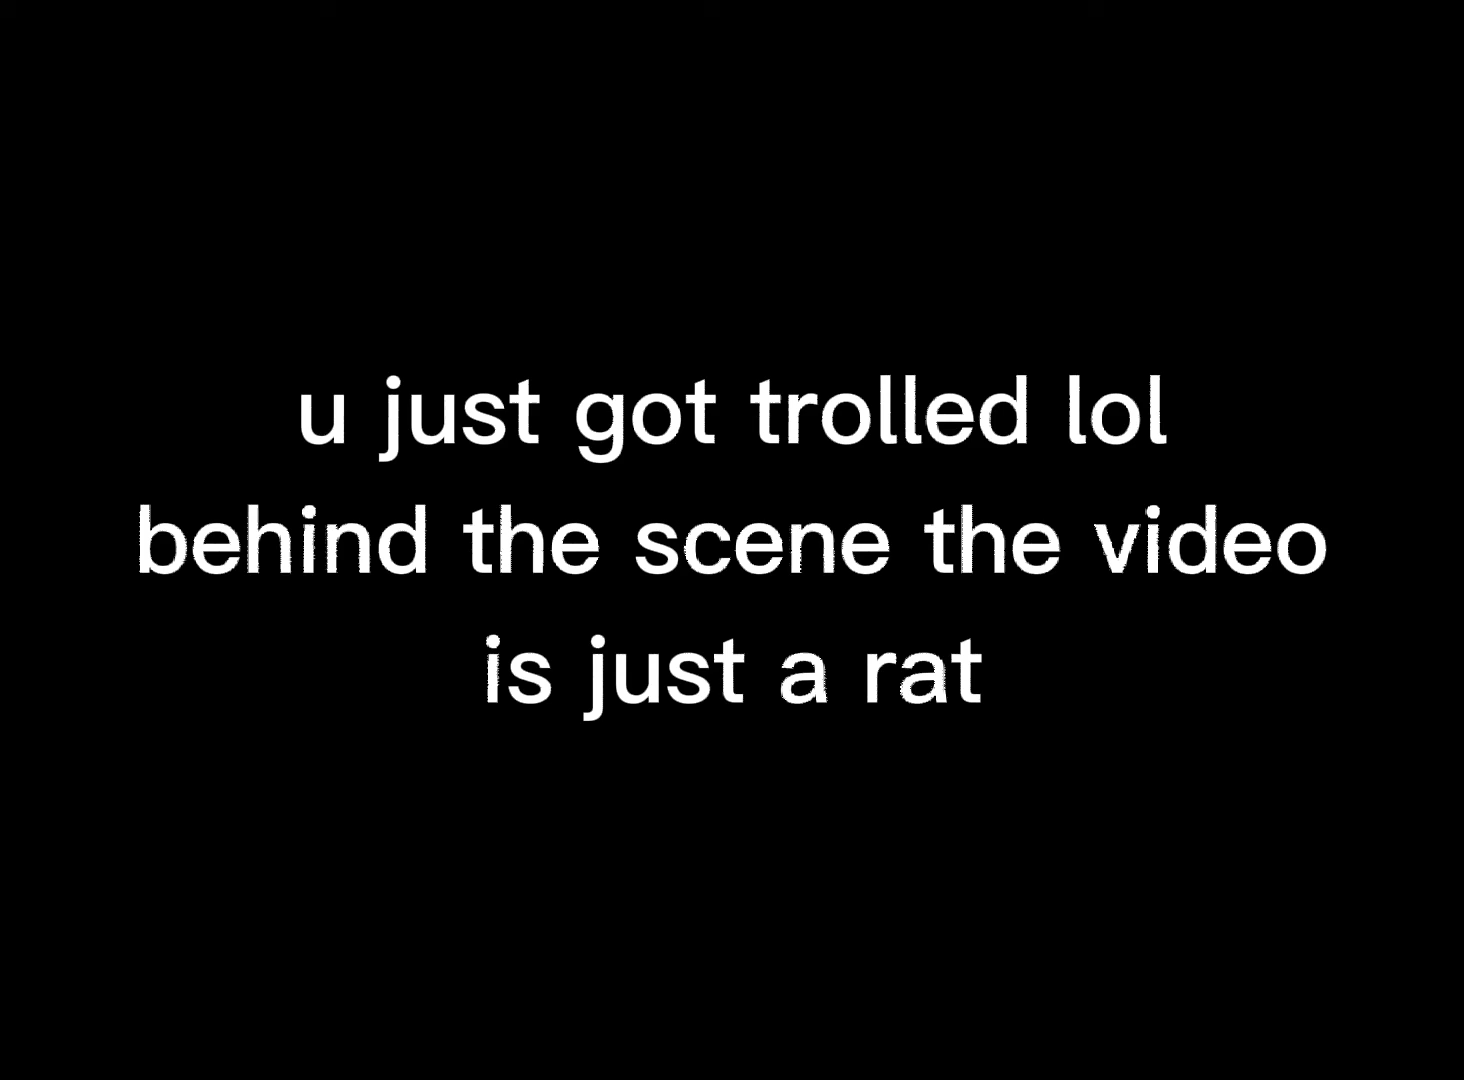 u just got trolled lol
behind the scene the video
is just a rat